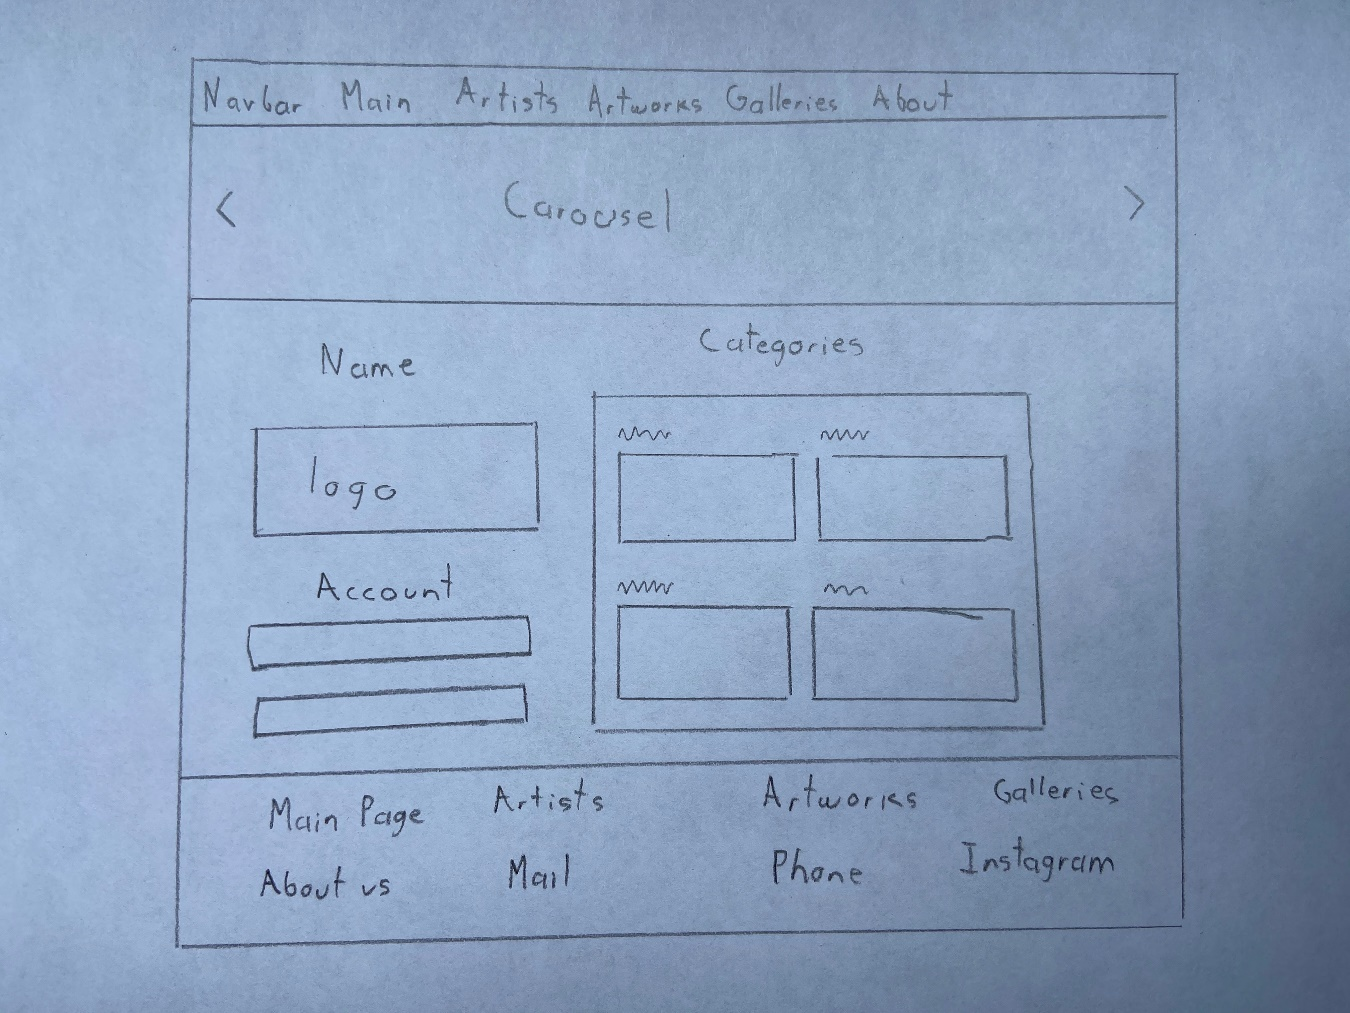 Navbar Main Artists Artworks Galleries About
< Carousel >
Name
Categories
logo
Account
Main Page Artists Artworks Galleries
About us Mail Phone Instagram